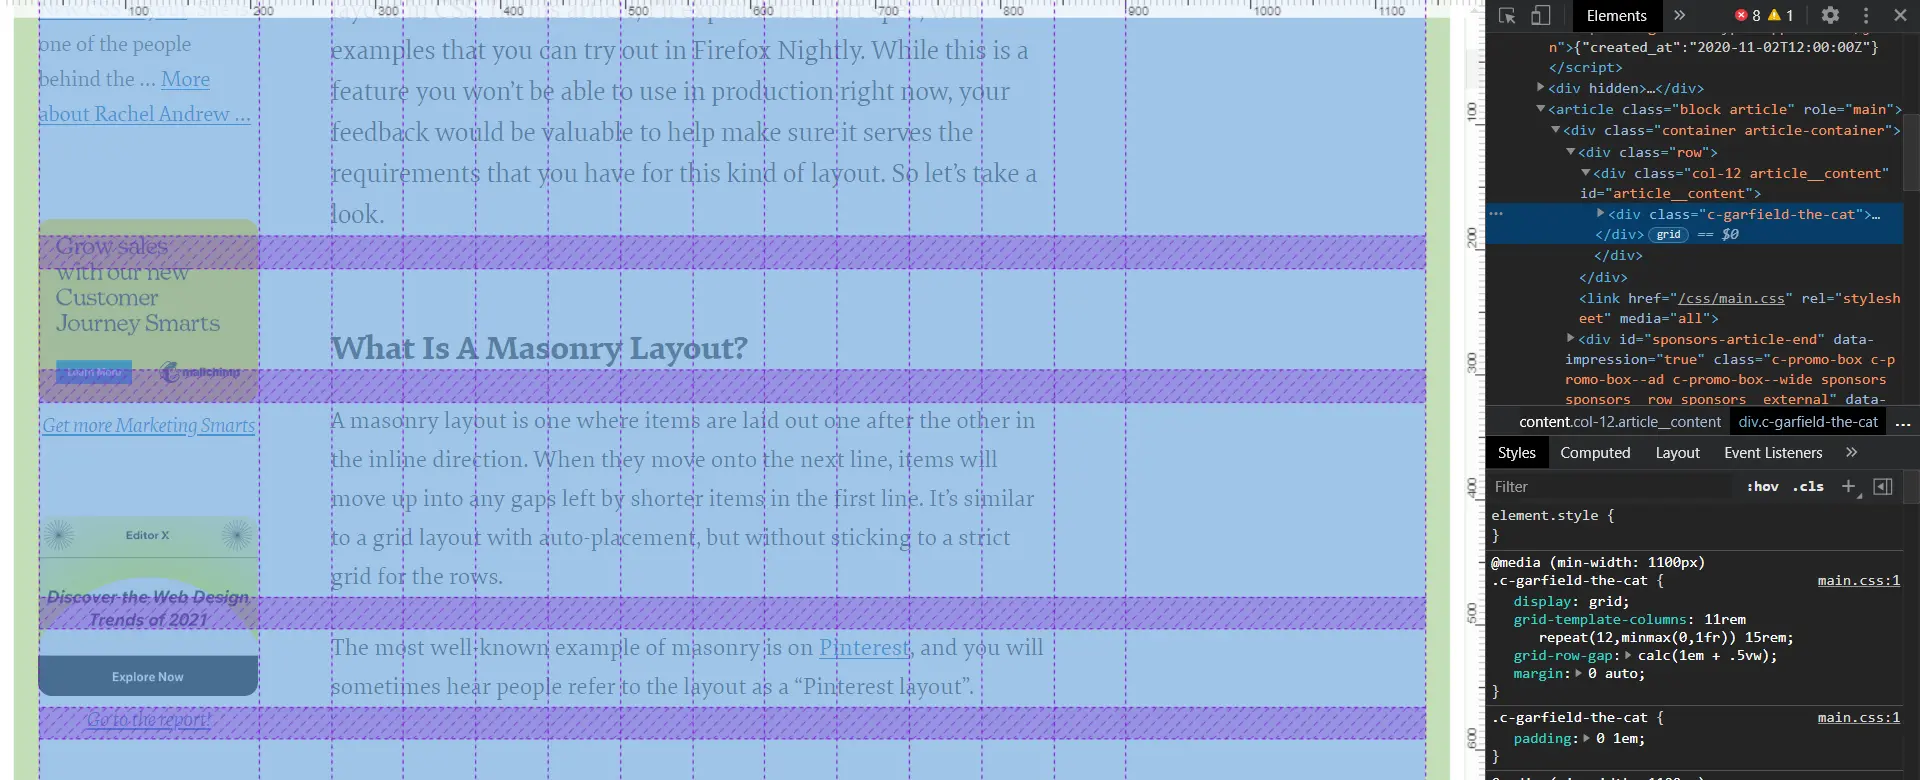 100 200 300 400 500 600 700 800 900 1000 1100
one of the people
behind the … More
about Rachel Andrew …
examples that you can try out in Firefox Nightly. While this is a
feature you won’t be able to use in production right now, your
feedback would be valuable to help make sure it serves the
requirements that you have for this kind of layout. So let’s take a
look.
Grow sales
with our new
Customer
Journey Smarts
Learn More
mailchimp
Get more Marketing Smarts
Editor X
Discover the Web Design
Trends of 2021
Explore Now
Go to the report!
What Is A Masonry Layout?
A masonry layout is one where items are laid out one after the other in
the inline direction. When they move onto the next line, items will
move up into any gaps left by shorter items in the first line. It’s similar
to a grid layout with auto-placement, but without sticking to a strict
grid for the rows.
The most well-known example of masonry is on Pinterest, and you will
sometimes hear people refer to the layout as a “Pinterest layout”.
100
200
300
400
500
600
Elements » 8 1
n">{"created_at":"2020-11-02T12:00:00Z"}
</script>
<div hidden>…</div>
<article class="block article" role="main">
<div class="container article-container">
<div class="row">
<div class="col-12 article__content"
id="article__content">
<div class="c-garfield-the-cat">…
</div> grid == $0
</div>
</div>
<link href="/css/main.css" rel="stylesh
eet" media="all">
<div id="sponsors-article-end" data-
impression="true" class="c-promo-box c-p
romo-box--ad c-promo-box--wide sponsors
sponsors__row sponsors__external" data-
content.col-12.article__content div.c-garfield-the-cat …
Styles Computed Layout Event Listeners »
Filter :hov .cls +
element.style {
}
@media (min-width: 1100px)
.c-garfield-the-cat { main.css:1
display: grid;
grid-template-columns: 11rem
repeat(12,minmax(0,1fr)) 15rem;
grid-row-gap: calc(1em + .5vw);
margin: 0 auto;
}
.c-garfield-the-cat { main.css:1
padding: 0 1em;
}